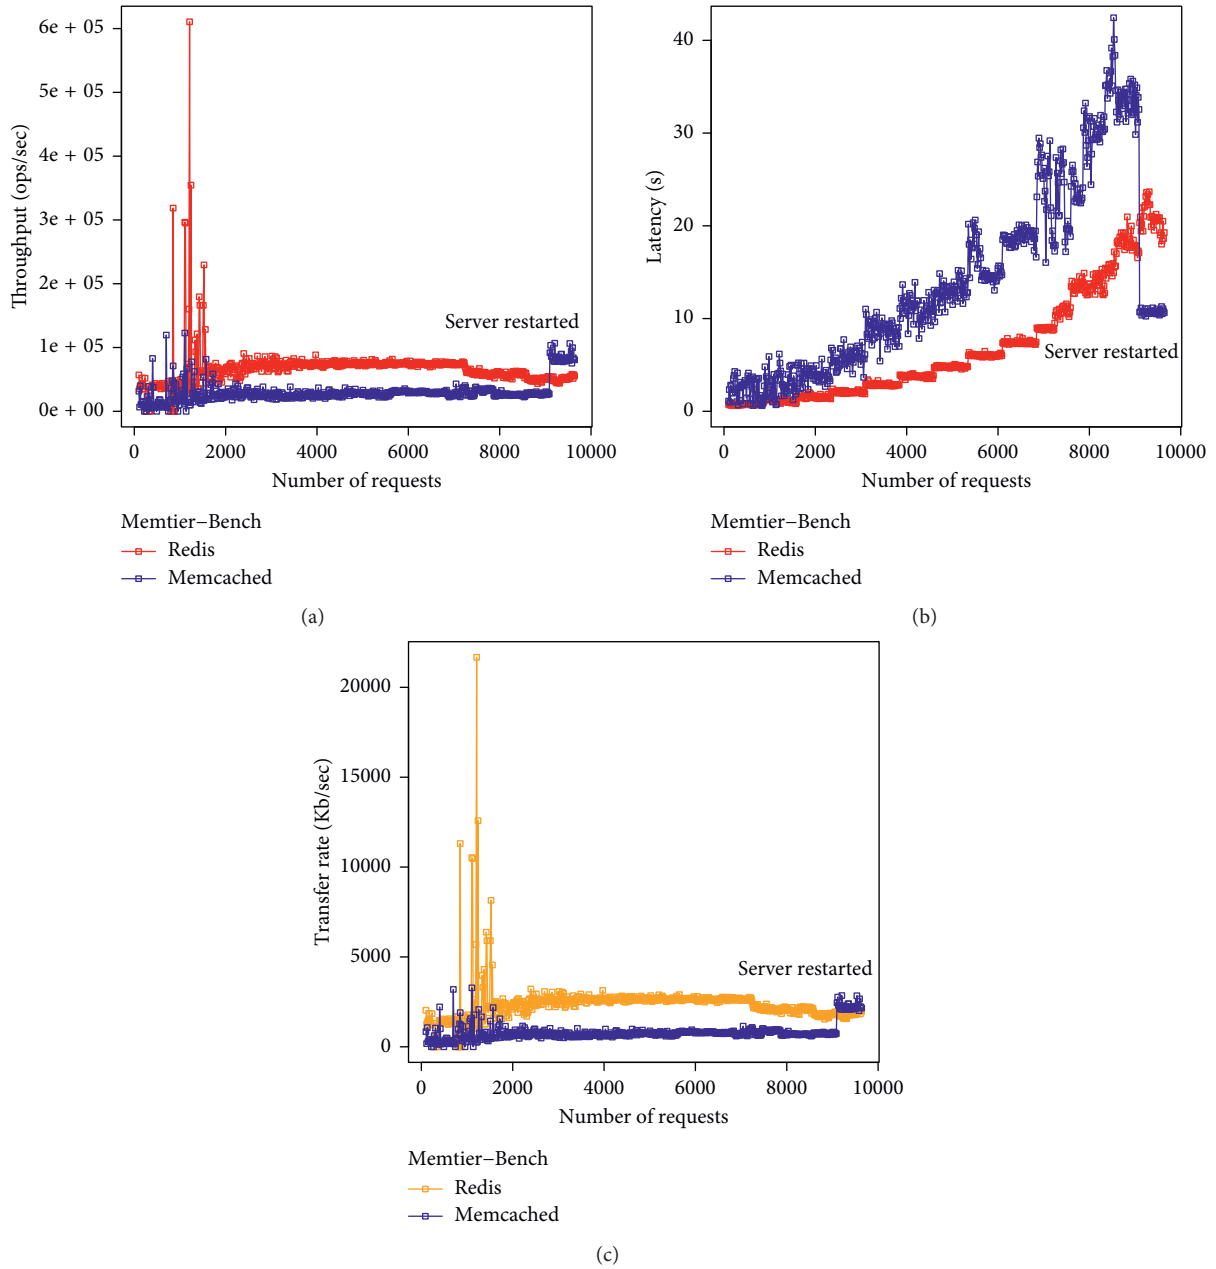 6e + 05
5e + 05
4e + 05
3e + 05
2e + 05
1e + 05
0e + 00
Throughput (ops/sec)
Server restarted
0 2000 4000 6000 8000 10000
Number of requests
Memtier−Bench
Redis
Memcached
(a)
40
30
20
10
0
Latency (s)
Server restarted
0 2000 4000 6000 8000 10000
Number of requests
Memtier−Bench
Redis
Memcached
(b)
20000
15000
10000
5000
0
Transfer rate (Kb/sec)
Server restarted
0 2000 4000 6000 8000 10000
Number of requests
Memtier−Bench
Redis
Memcached
(c)